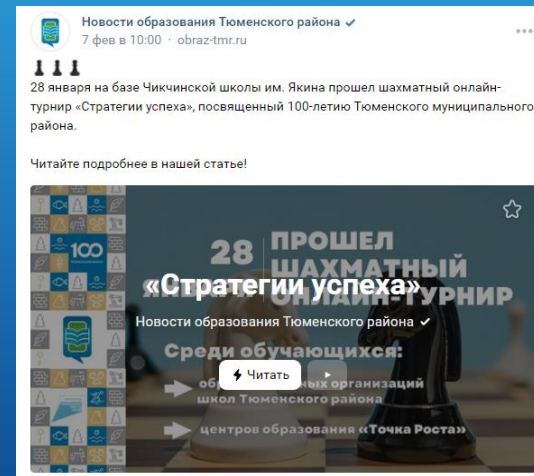 Новости образования Тюменского района
7 фев в 10:00 · obraz-tmr.ru
28 января на базе Чикчинской школы им. Якина прошел шахматный онлайн-
турнир «Стратегии успеха», посвященный 100-летию Тюменского муниципального
района.
Читайте подробнее в нашей статье!
100
28
ПРОШЕЛ
ШАХМАТНЫЙ
ОНЛАЙН-ТУРНИР
«Стратегии успеха»
Новости образования Тюменского района
Среди обучающихся:
Читать
организаций
школ Тюменского района
центров образования «Точка Роста»